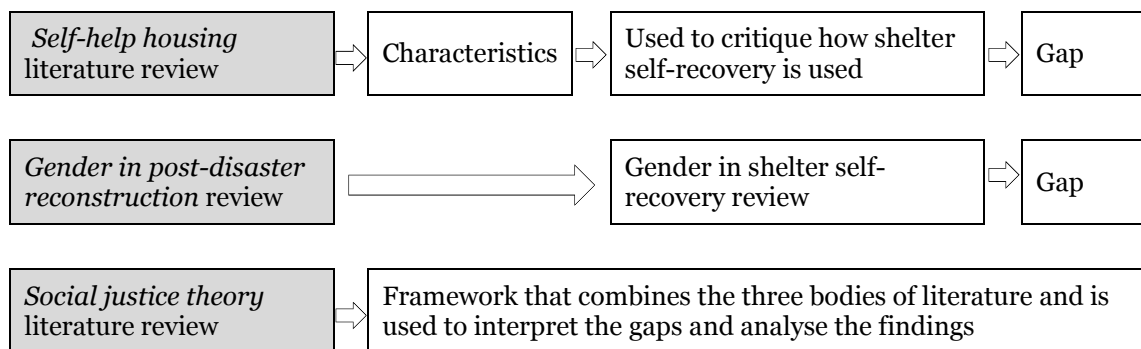 Self-help housing
literature review
Characteristics
Used to critique how shelter
self-recovery is used
Gap
Gender in post-disaster
reconstruction review
Gender in shelter self-
recovery review
Gap
Social justice theory
literature review
Framework that combines the three bodies of literature and is
used to interpret the gaps and analyse the findings